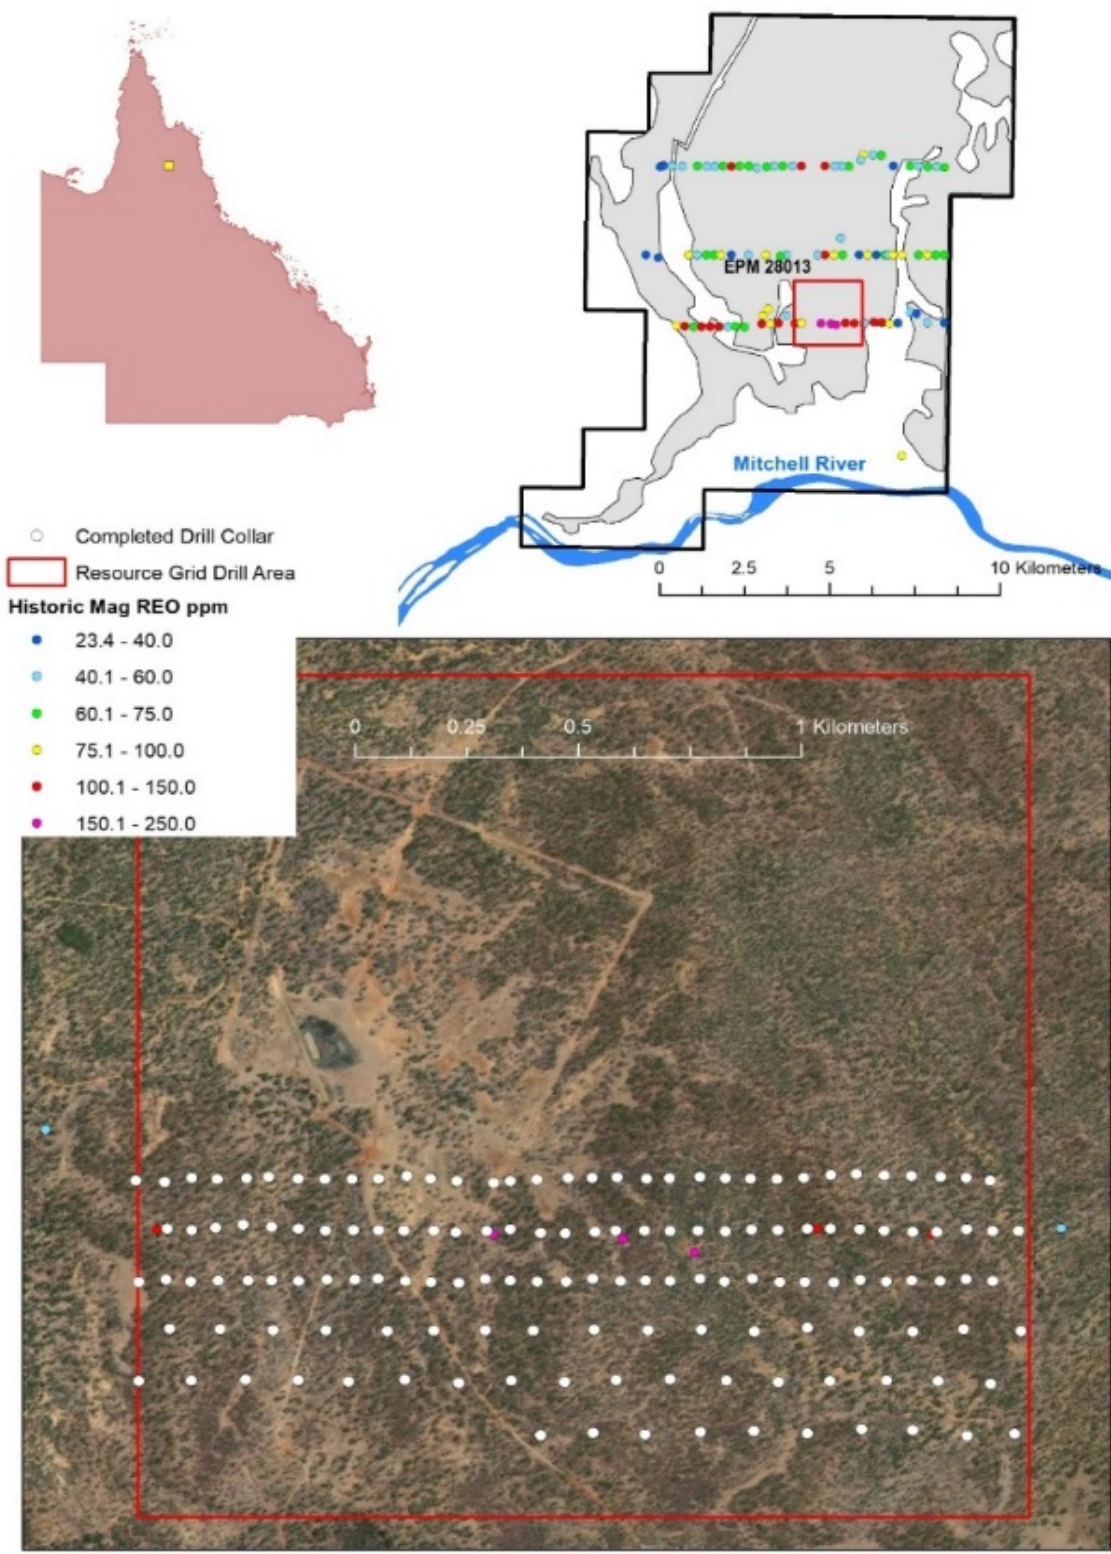 EPM 28013
Mitchell River
0 2.5 5 10 Kilometers
Completed Drill Collar
Resource Grid Drill Area
Historic Mag REO ppm
23.4 - 40.0
40.1 - 60.0
60.1 - 75.0
75.1 - 100.0
100.1 - 150.0
150.1 - 250.0
0 0.25 0.5 1 Kilometers